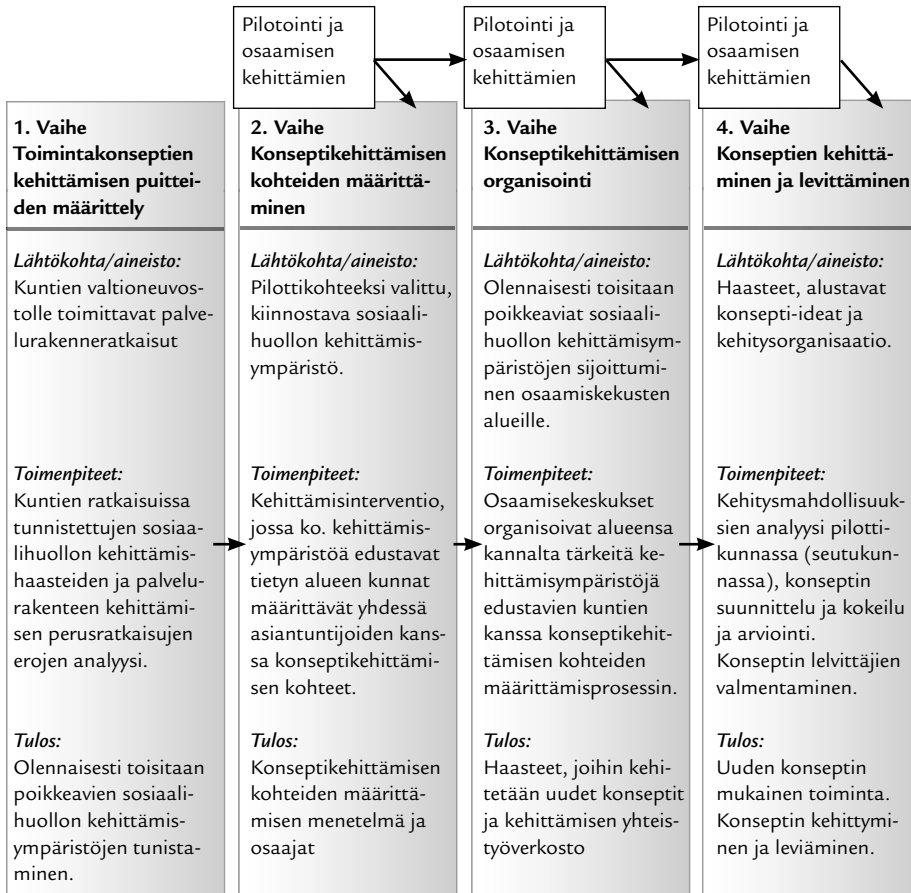 Pilotointi ja
osaamisen
kehittämien
Pilotointi ja
osaamisen
kehittämien
Pilotointi ja
osaamisen
kehittämien
1. Vaihe
Toimintakonseptien
kehittämisen puittei-
den määrittely
Lähtökohta/aineisto:
Kuntien valtioneuvos-
tolle toimittavat palve-
lurakenneratkaisut
Toimenpiteet:
Kuntien ratkaisuissa
tunnistettujen sosiaa-
lihuollon kehittämis-
haasteiden ja palvelu-
rakenteen kehittämi-
sen perusratkaisujen
erojen analyysi.
Tulos:
Olennaisesti toisitaan
poikkeavien sosiaali-
huollon kehittämis-
ympäristöjen tunista-
minen.
2. Vaihe
Konseptikehittämisen
kohteiden määrittä-
minen
Lähtökohta/aineisto:
Pilottikohteeksi valittu,
kiinnostava sosiaali-
huollon kehittämis-
ympäristö.
Toimenpiteet:
Kehittämisinterventio,
jossa ko. kehittämis-
ympäristöä edustavat
tietyn alueen kunnat
määrittävät yhdessä
asiantuntijoiden kans-
sa konseptikehittämi-
sen kohteet.
Tulos:
Konseptikehittämisen
kohteiden määrittä-
misen menetelmä ja
osaajat
3. Vaihe
Konseptikehittämisen
organisointi
Lähtökohta/aineisto:
Olennaisesti toisitaan
poikkeaviat sosiaali-
huollon kehittämisym-
päristöjen sijoittumi-
nen osaamiskekusten
alueille.
Toimenpiteet:
Osaamisekeskukset
organisoivat alueensa
kannalta tärkeitä ke-
hittämisympäristöjä
edustavien kuntien
kanssa konseptikehit-
tämisen kohteiden
määrittämisprosessin.
Tulos:
Haasteet, joihin kehi-
tetään uudet konseptit
ja kehittämisen yhteis-
työverkosto
4. Vaihe
Konseptien kehittä-
minen ja levittäminen
Lähtökohta/aineisto:
Haasteet, alustavat
konsepti-ideat ja
kehitysorganisaatio.
Toimenpiteet:
Kehitysmahdollisuuk-
sien analyysi pilotti-
kunnassa (seutukun-
nassa), konseptin
suunnittelu ja kokeilu
ja arviointi.
Konseptin lelvittäjien
valmentaminen.
Tulos:
Uuden konseptin
mukainen toiminta.
Konseptin kehittymi-
nen ja leviäminen.